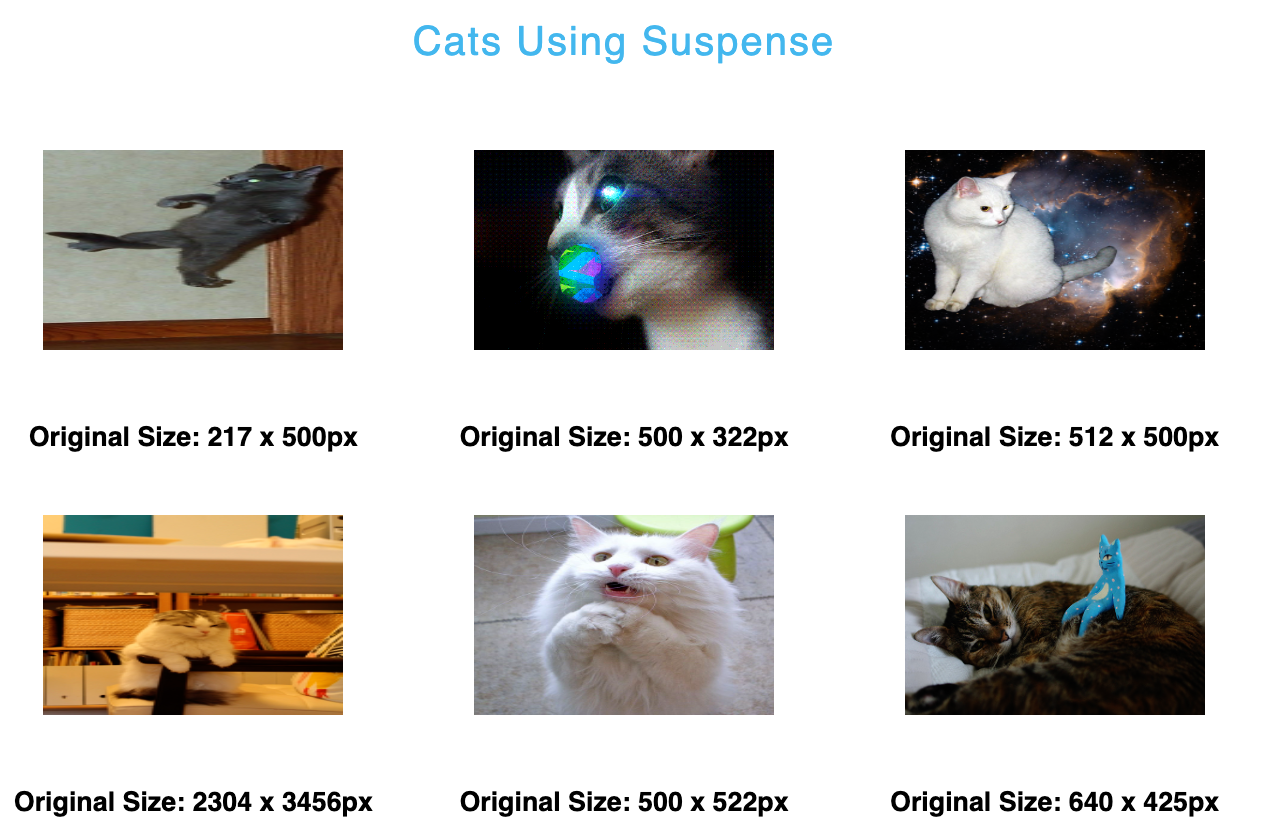 Cats Using Suspense
Original Size: 217 x 500px
Original Size: 500 x 322px
Original Size: 512 x 500px
Original Size: 2304 x 3456px
Original Size: 500 x 522px
Original Size: 640 x 425px